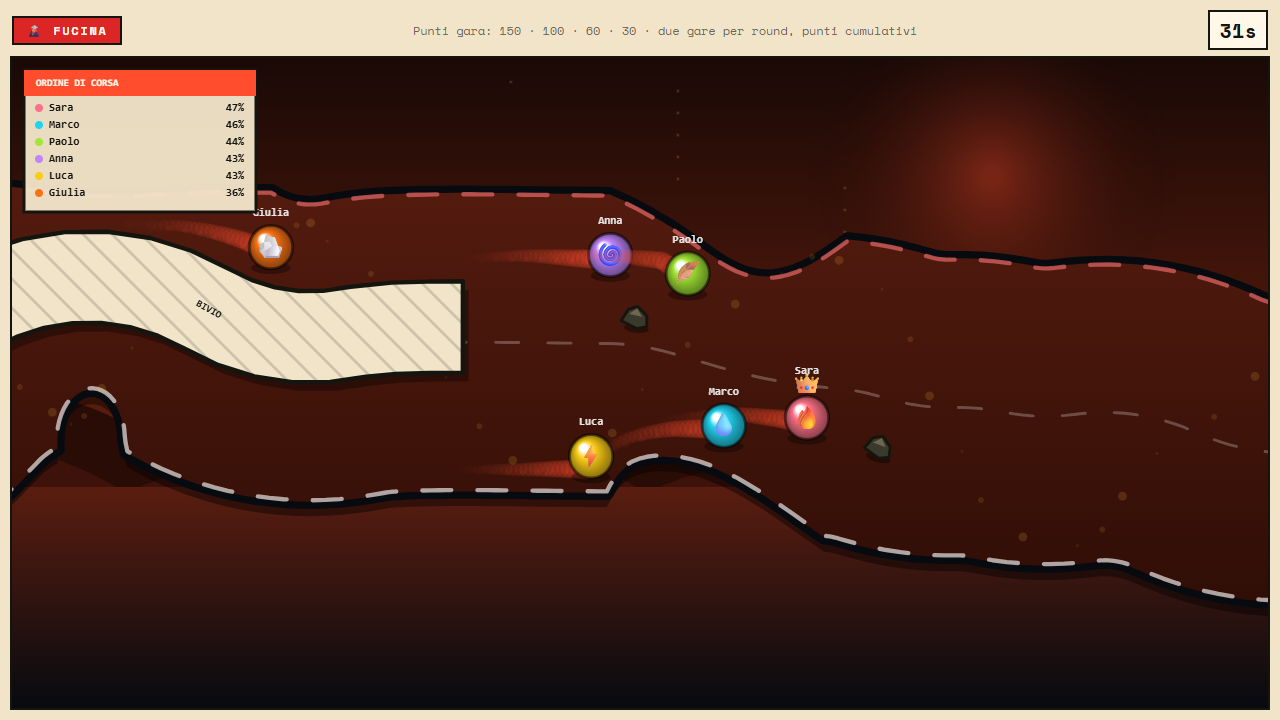 FUCINA
Punti gara: 150 · 100 · 60 · 30 · due gare per round, punti cumulativi
31s
ORDINE DI CORSA
Sara 47%
Marco 46%
Paolo 44%
Anna 43%
Luca 43%
Giulia 36%
Giulia
Anna
Paolo
BIVIO
Sara
Marco
Luca